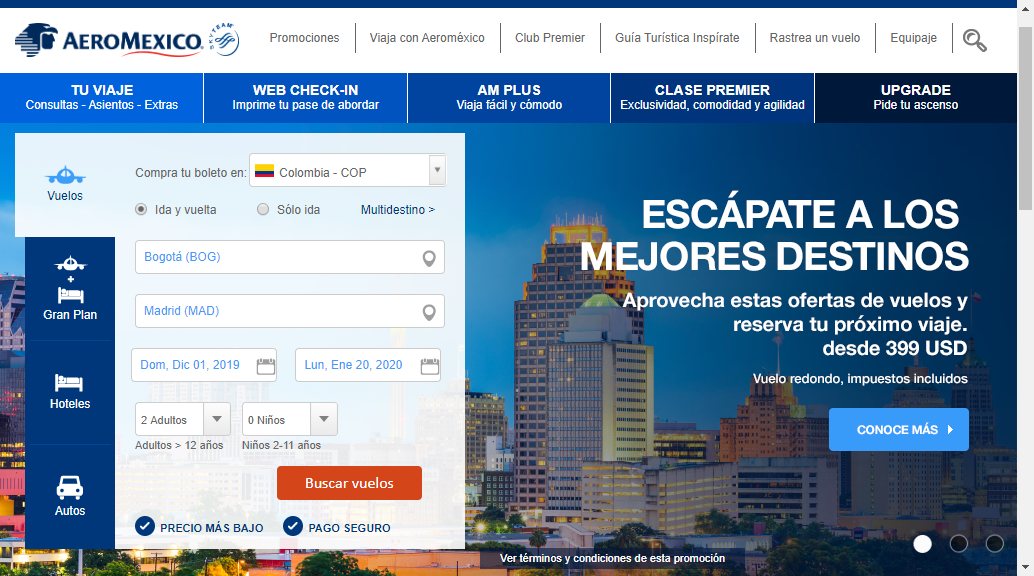 AEROMEXICO. SKYTEAM
Promociones
Viaja con Aeroméxico
Club Premier
Guía Turística Inspírate
Rastrea un vuelo
Equipaje
TU VIAJE
Consultas - Asientos - Extras
WEB CHECK-IN
Imprime tu pase de abordar
AM PLUS
Viaja fácil y cómodo
CLASE PREMIER
Exclusividad, comodidad y agilidad
UPGRADE
Pide tu ascenso
Vuelos
Gran Plan
Hoteles
Autos
Compra tu boleto en: Colombia - COP
Ida y vuelta Sólo ida Multidestino >
Bogotá (BOG)
Madrid (MAD)
Dom, Dic 01, 2019 Lun, Ene 20, 2020
2 Adultos 0 Niños
Adultos > 12 años Niños 2-11 años
Buscar vuelos
PRECIO MÁS BAJO PAGO SEGURO
ESCÁPATE A LOS
MEJORES DESTINOS
Aprovecha estas ofertas de vuelos y
reserva tu próximo viaje.
desde 399 USD
Vuelo redondo, impuestos incluidos
CONOCE MÁS
Ver términos y condiciones de esta promoción